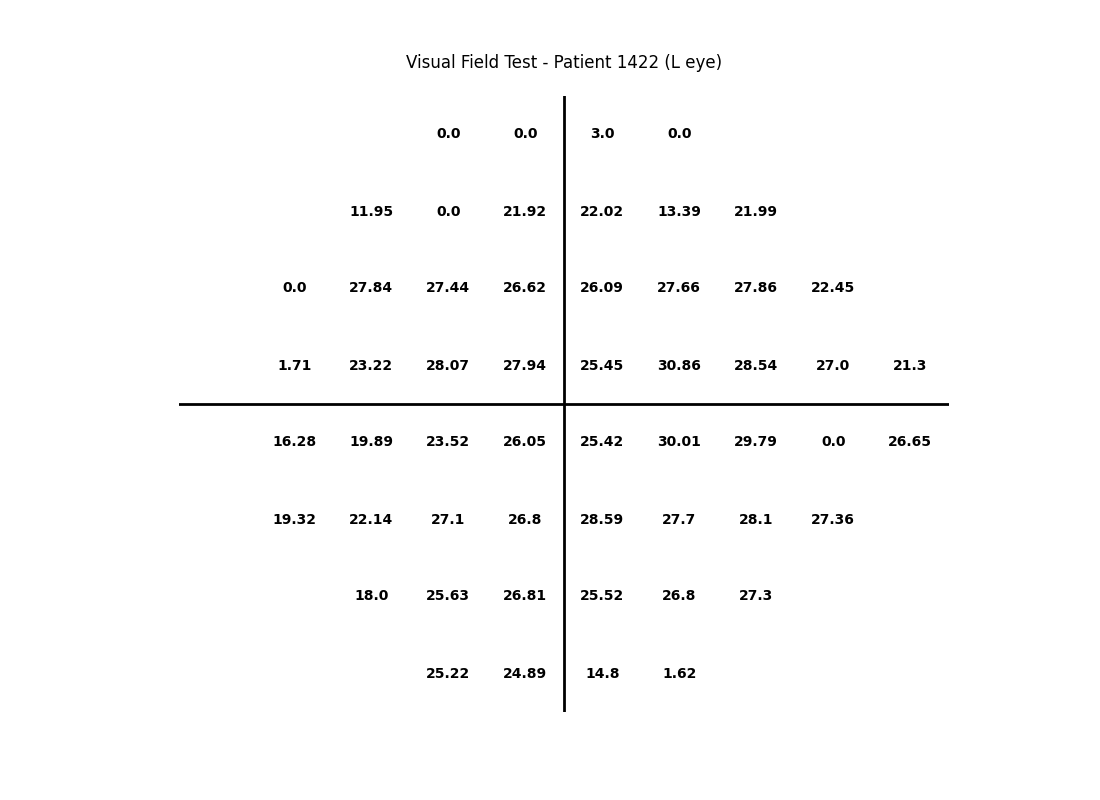 Visual Field Test - Patient 1422 (L eye)
0.0 0.0 3.0 0.0
11.95 0.0 21.92 22.02 13.39 21.99
0.0 27.84 27.44 26.62 26.09 27.66 27.86 22.45
1.71 23.22 28.07 27.94 25.45 30.86 28.54 27.0 21.3
16.28 19.89 23.52 26.05 25.42 30.01 29.79 0.0 26.65
19.32 22.14 27.1 26.8 28.59 27.7 28.1 27.36
18.0 25.63 26.81 25.52 26.8 27.3
25.22 24.89 14.8 1.62